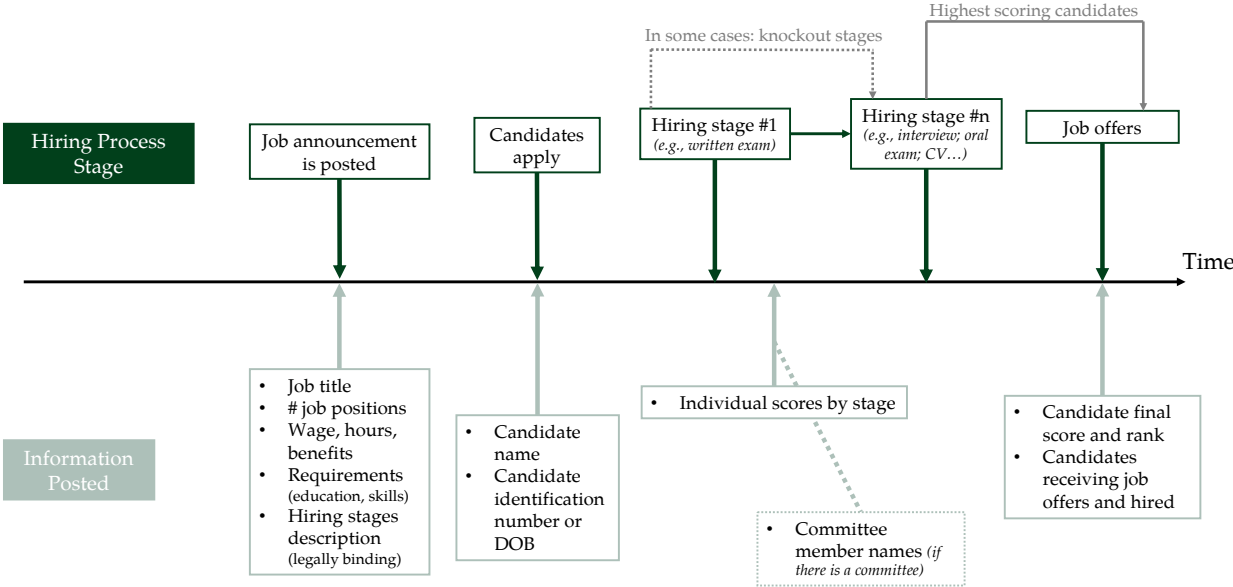 Highest scoring candidates
In some cases: knockout stages
Hiring Process
Stage
Job announcement
is posted
Candidates
apply
Hiring stage #1
(e.g., written exam)
Hiring stage #n
(e.g., interview; oral
exam; CV…)
Job offers
Time
Information
Posted
• Job title
• # job positions
• Wage, hours,
benefits
• Requirements
(education, skills)
• Hiring stages
description
(legally binding)
• Candidate
name
• Candidate
identification
number or
DOB
• Individual scores by stage
• Committee
member names (if
there is a committee)
• Candidate final
score and rank
• Candidates
receiving job
offers and hired